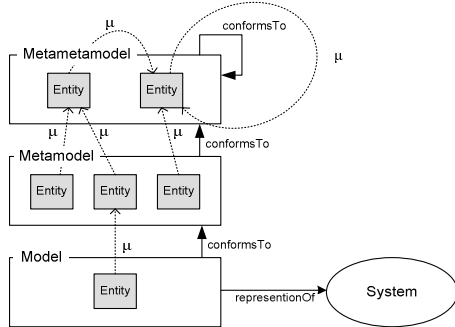 μ
conformsTo
Metametamodel
μ
Entity
Entity
μ
μ
μ
conformsTo
Metamodel
Entity
Entity
Entity
μ
conformsTo
Model
Entity
representionOf
System